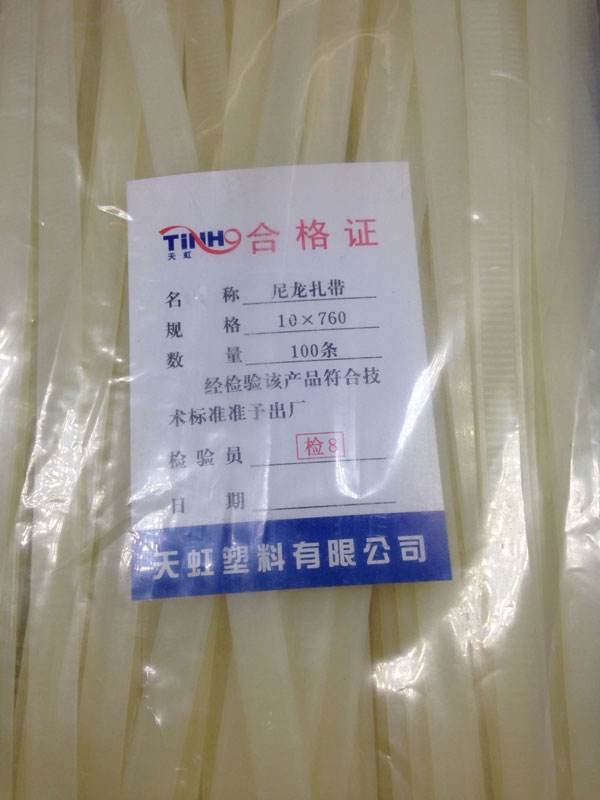 TiNHO 合格证
天虹
名 称 尼龙扎带
规 格 10×760
数 量 100条
经检验该产品符合技
术标准准予出厂
检验员 检8
日 期
天虹塑料有限公司